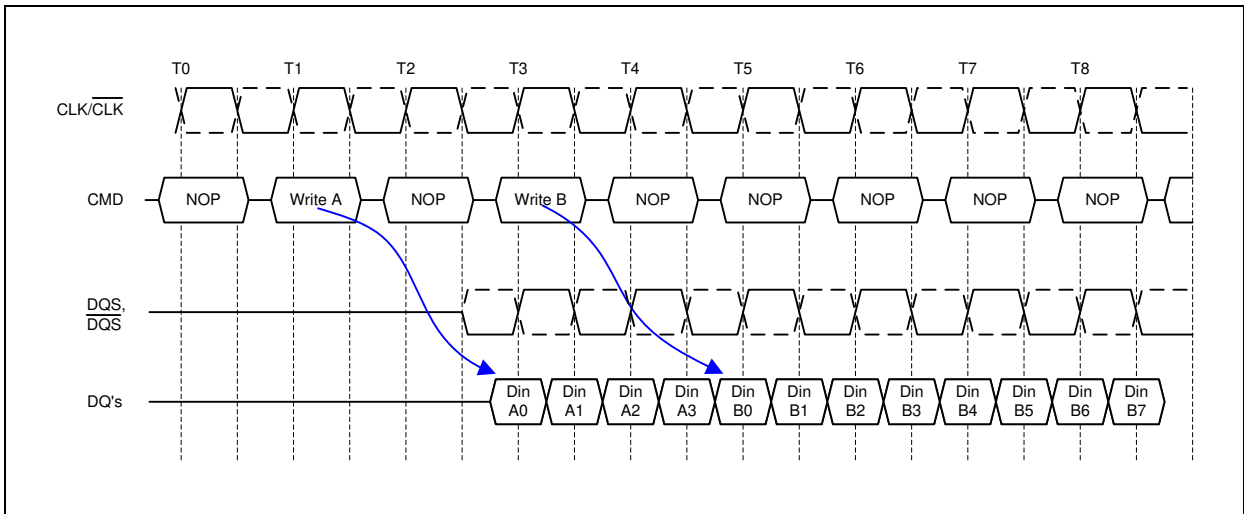 T0 T1 T2 T3 T4 T5 T6 T7 T8
CLK/CLK
CMD NOP Write A NOP Write B NOP NOP NOP NOP NOP
DQS,
DQS
DQ's Din Din Din Din Din Din Din Din Din Din Din Din
A0 A1 A2 A3 B0 B1 B2 B3 B4 B5 B6 B7